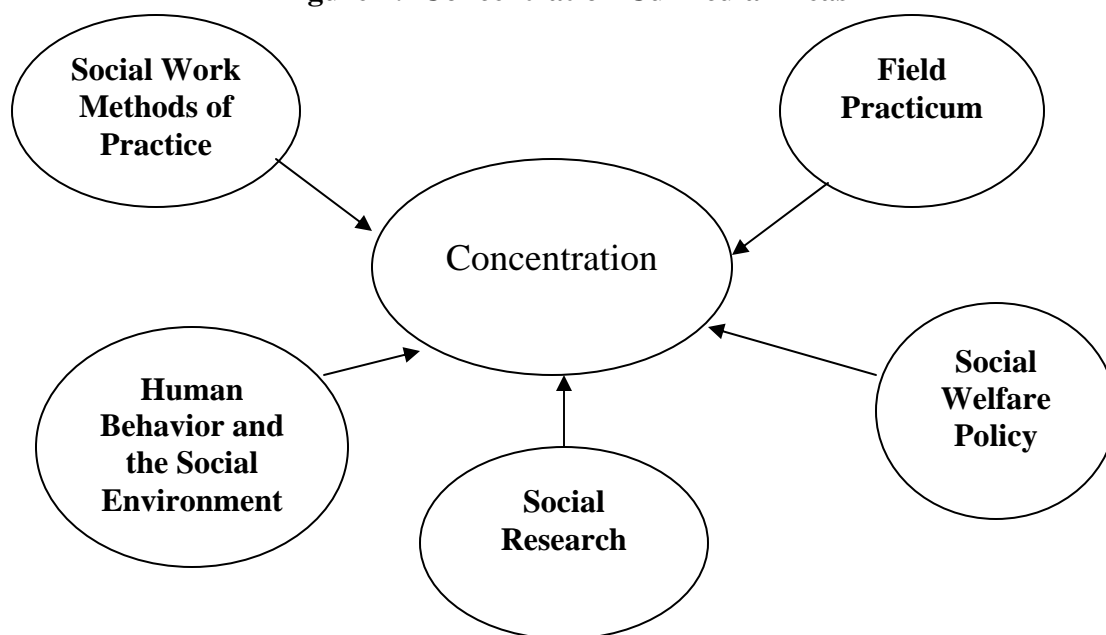 Social Work
Methods of
Practice
Field
Practicum
Concentration
Human
Behavior and
the Social
Environment
Social
Welfare
Policy
Social
Research